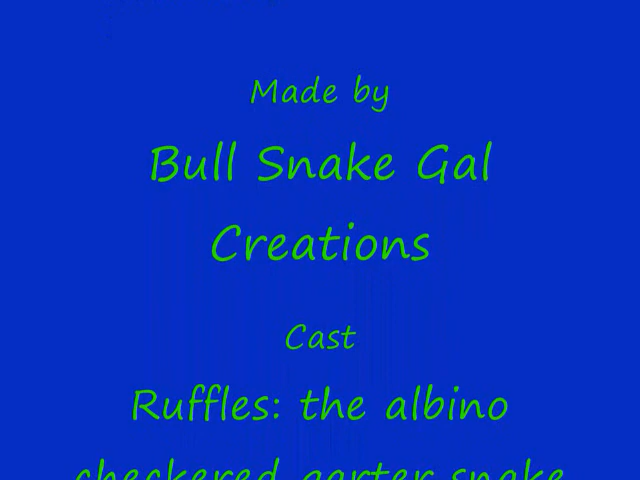 Made by
Bull Snake Gal
Creations
Cast
Ruffles: the albino
checkered garter snake